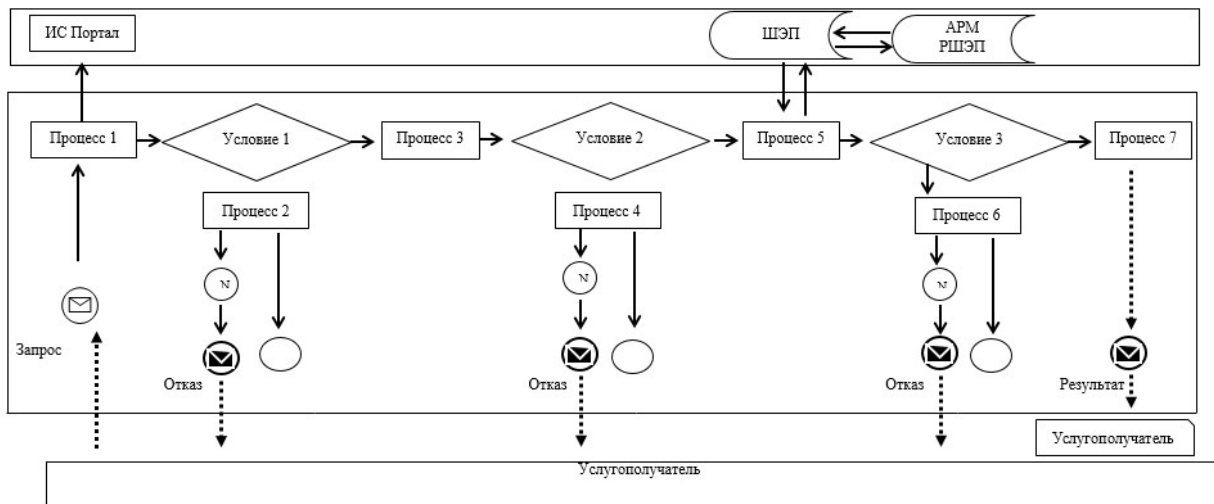 ИС Портал
ШЭП
АРМ
РШЭП
Процесс 1
Условие 1
Процесс 3
Условие 2
Процесс 5
Условие 3
Процесс 7
Процесс 2
Процесс 4
Процесс 6
N
N
N
Запрос
Отказ
Отказ
Отказ
Результат
Услугополучатель
Услугополучатель